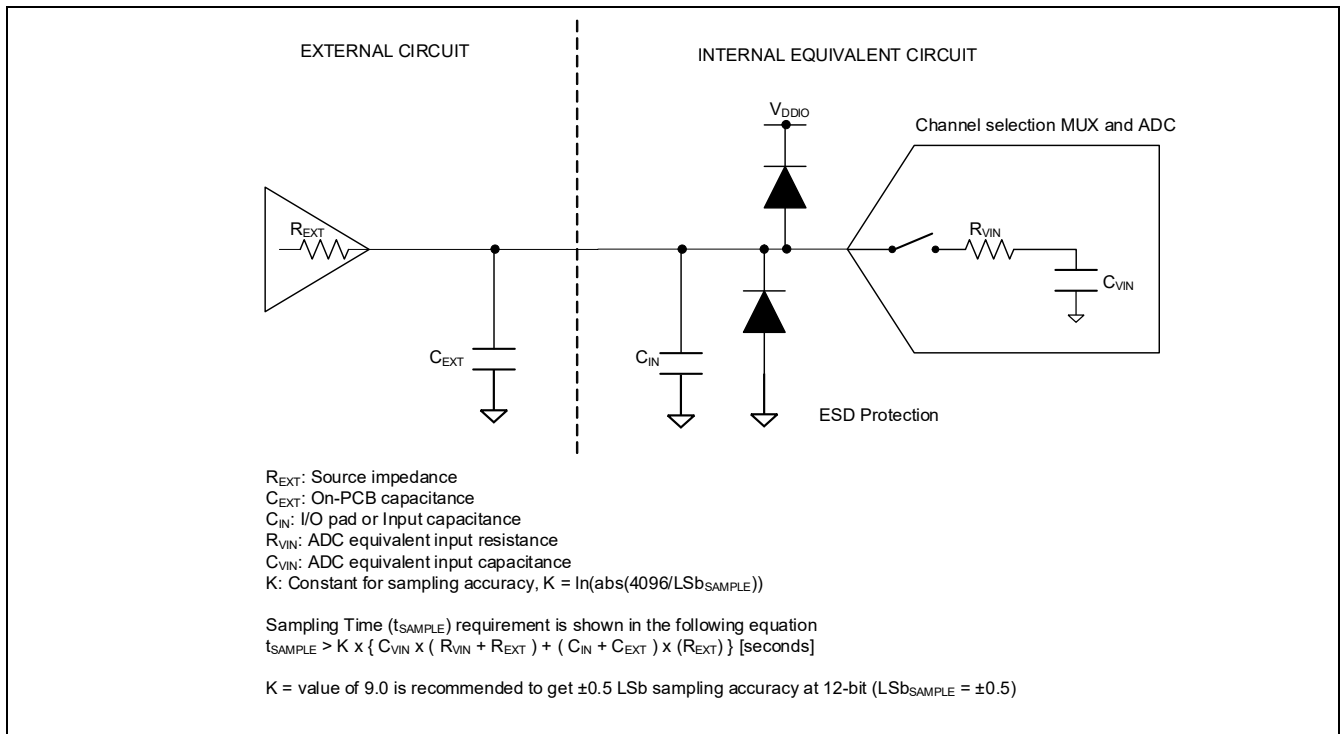 EXTERNAL CIRCUIT
INTERNAL EQUIVALENT CIRCUIT
VDDIO
Channel selection MUX and ADC
REXT
RVIN
CVIN
CEXT
CIN
ESD Protection
REXT: Source impedance
CEXT: On-PCB capacitance
CIN: I/O pad or Input capacitance
RVIN: ADC equivalent input resistance
CVIN: ADC equivalent input capacitance
K: Constant for sampling accuracy, K = ln(abs(4096/LSbSAMPLE))
Sampling Time (tSAMPLE) requirement is shown in the following equation
tSAMPLE > K x { CVIN x ( RVIN + REXT ) + ( CIN + CEXT ) x (REXT) } [seconds]
K = value of 9.0 is recommended to get ±0.5 LSb sampling accuracy at 12-bit (LSbSAMPLE = ±0.5)